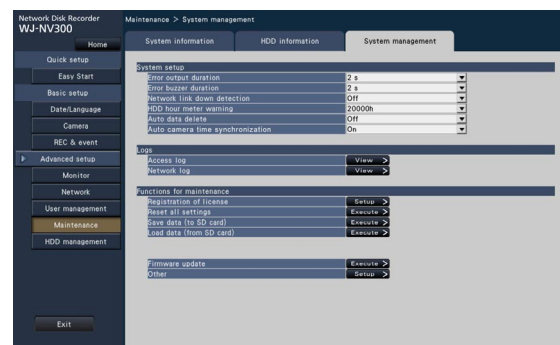 Network Disk Recorder
WJ-NV300
Home
Quick setup
Easy Start
Basic setup
Date/Language
Camera
REC & event
Advanced setup
Monitor
Network
User management
Maintenance
HDD management
Exit
Maintenance > System management
System information
HDD information
System management
System setup
Error output duration 2 s
Error buzzer duration 2 s
Network link down detection Off
HDD hour meter warning 20000h
Auto data delete Off
Auto camera time synchronization On
Logs
Access log View >
Network log View >
Functions for maintenance
Registration of license Setup >
Reset all settings Execute >
Save data (to SD card) Execute >
Load data (from SD card) Execute >
Firmware update Execute >
Other Setup >